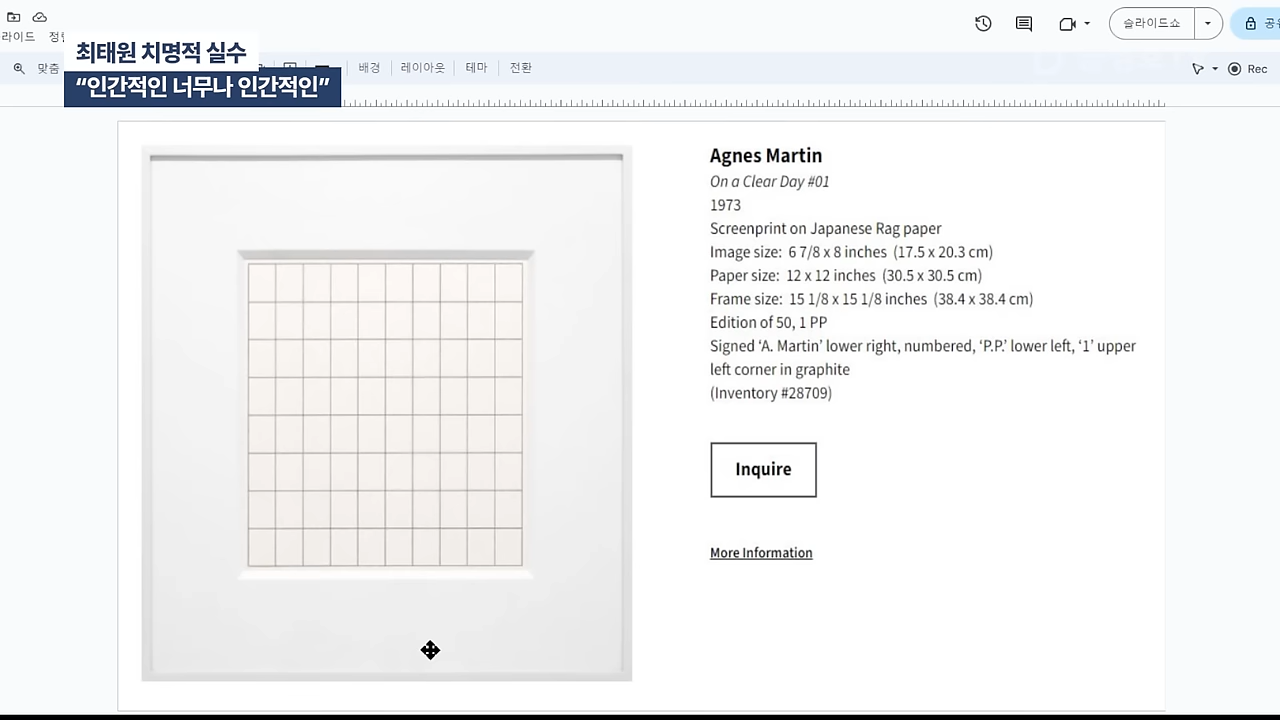 라이드
최태원 치명적 실수
“인간적인 너무나 인간적인”
맞춤
배경
레이아웃
테마
전환
슬라이드쇼
Rec
Agnes Martin
On a Clear Day #01
1973
Screenprint on Japanese Rag paper
Image size: 6 7/8 x 8 inches (17.5 x 20.3 cm)
Paper size: 12 x 12 inches (30.5 x 30.5 cm)
Frame size: 15 1/8 x 15 1/8 inches (38.4 x 38.4 cm)
Edition of 50, 1 PP
Signed ‘A. Martin’ lower right, numbered, ‘P.P.’ lower left, ‘1’ upper
left corner in graphite
(Inventory #28709)
Inquire
More Information